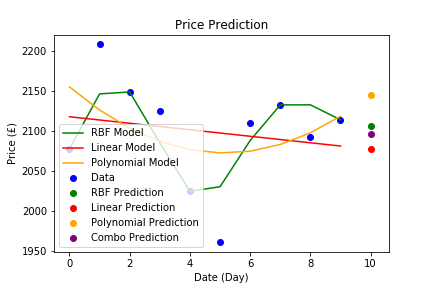 Price Prediction
2200
2150
2100
2050
2000
1950
Price (£)
RBF Model
Linear Model
Polynomial Model
Data
RBF Prediction
Linear Prediction
Polynomial Prediction
Combo Prediction
0 2 4 6 8 10
Date (Day)